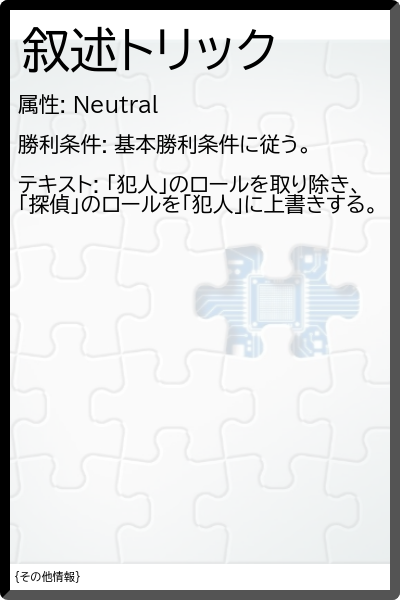 叙述トリック
属性: Neutral
勝利条件: 基本勝利条件に従う。
テキスト: 「犯人」のロールを取り除き、
「探偵」のロールを「犯人」に上書きする。
{その他情報}